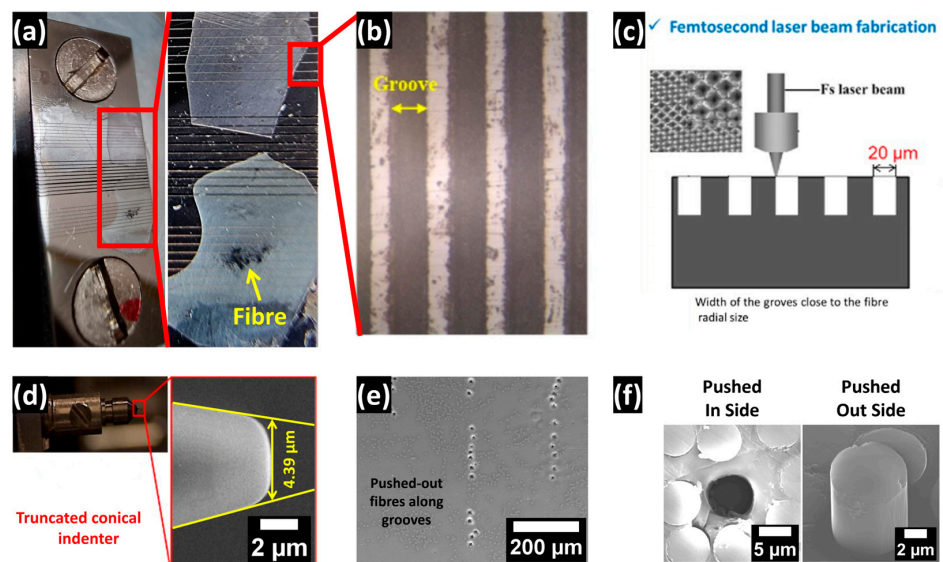 (a)
Fibre
(b)
Groove
(c)
✓ Femtosecond laser beam fabrication
Fs laser beam
20 μm
Width of the groves close to the fibre
radial size
(d)
Truncated conical
indenter
4.39 μm
2 μm
(e)
Pushed-out
fibres along
grooves
200 μm
(f)
Pushed
In Side
Pushed
Out Side
5 μm
2 μm